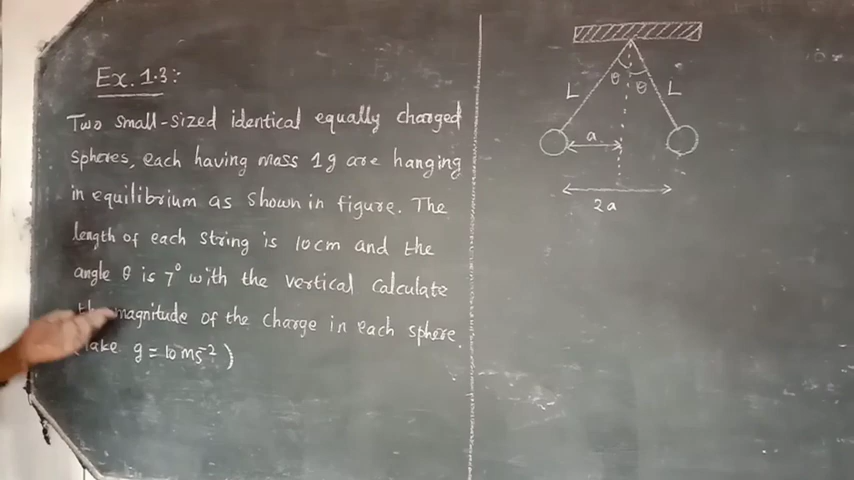 Ex. 1.3:
Two small-sized identical equally charged
spheres, each having mass 1g are hanging
in equilibrium as shown in figure. The
length of each string is 10cm and the
angle θ is 7° with the vertical calculate
the magnitude of the charge in each sphere.
(Take g = 10 ms⁻²)
θ θ
L L
a
2a